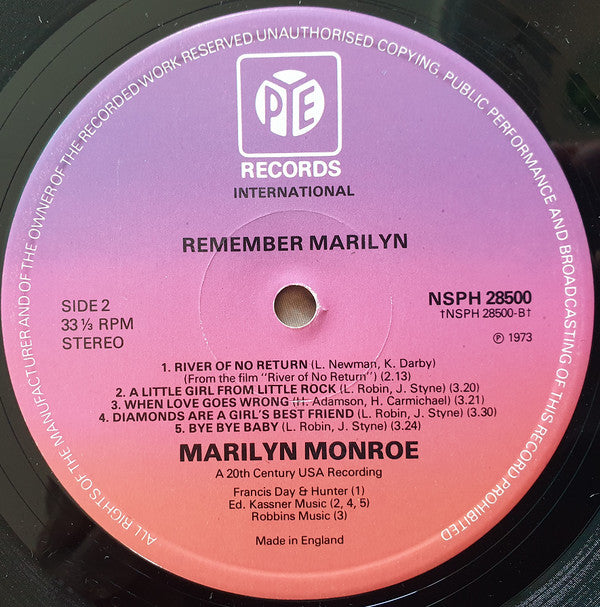 ALL RIGHTS OF THE MANUFACTURER AND OF THE OWNER OF THE RECORDED WORK RESERVED. UNAUTHORISED COPYING, PUBLIC PERFORMANCE AND BROADCASTING OF THIS RECORD PROHIBITED
PYE
RECORDS
INTERNATIONAL
REMEMBER MARILYN
SIDE 2
33⅓ RPM
STEREO
NSPH 28500
†NSPH 28500-B†
℗ 1973
1. RIVER OF NO RETURN (L. Newman, K. Darby)
(From the film "River of No Return") (2.13)
2. A LITTLE GIRL FROM LITTLE ROCK (L. Robin, J. Styne) (3.20)
3. WHEN LOVE GOES WRONG (H. Adamson, H. Carmichael) (3.21)
4. DIAMONDS ARE A GIRL'S BEST FRIEND (L. Robin, J. Styne) (3.30)
5. BYE BYE BABY (L. Robin, J. Styne) (3.24)
MARILYN MONROE
A 20th Century USA Recording
Francis Day & Hunter (1)
Ed. Kassner Music (2, 4, 5)
Robbins Music (3)
Made in England